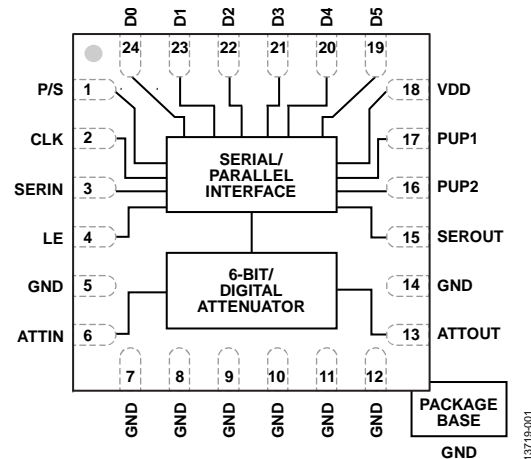 D0
D1
D2
D3
D4
D5
24
23
22
21
20
19
P/S
1
18
VDD
CLK
2
17
PUP1
SERIN
3
16
PUP2
LE
4
15
SEROUT
GND
5
14
GND
ATTIN
6
13
ATTOUT
SERIAL/
PARALLEL
INTERFACE
6-BIT/
DIGITAL
ATTENUATOR
7
8
9
10
11
12
GND
GND
GND
GND
GND
GND
PACKAGE
BASE
GND
13719-001